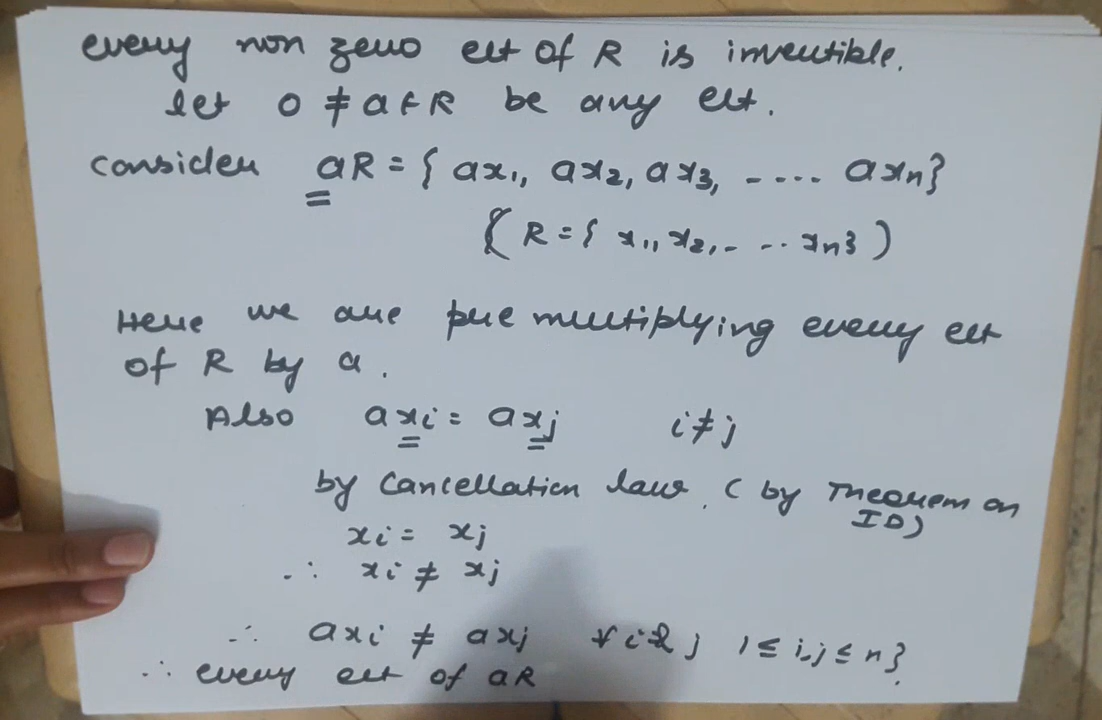 every non zero elt of R is invertible.
let 0 ≠ a ∈ R be any elt.
consider aR = { ax₁, ax₂, ax₃, ---- axₙ}
( R = { x₁, x₂, - -- xₙ} )
Here we are pre multiplying every elt
of R by a.
Also axᵢ = axⱼ i ≠ j
by Cancellation law. ( by Theorem on
ID)
xᵢ = xⱼ
∴ xᵢ ≠ xⱼ
∴ axᵢ ≠ axⱼ ∀ i & j 1 ≤ i,j ≤ n}.
∴ every elt of aR